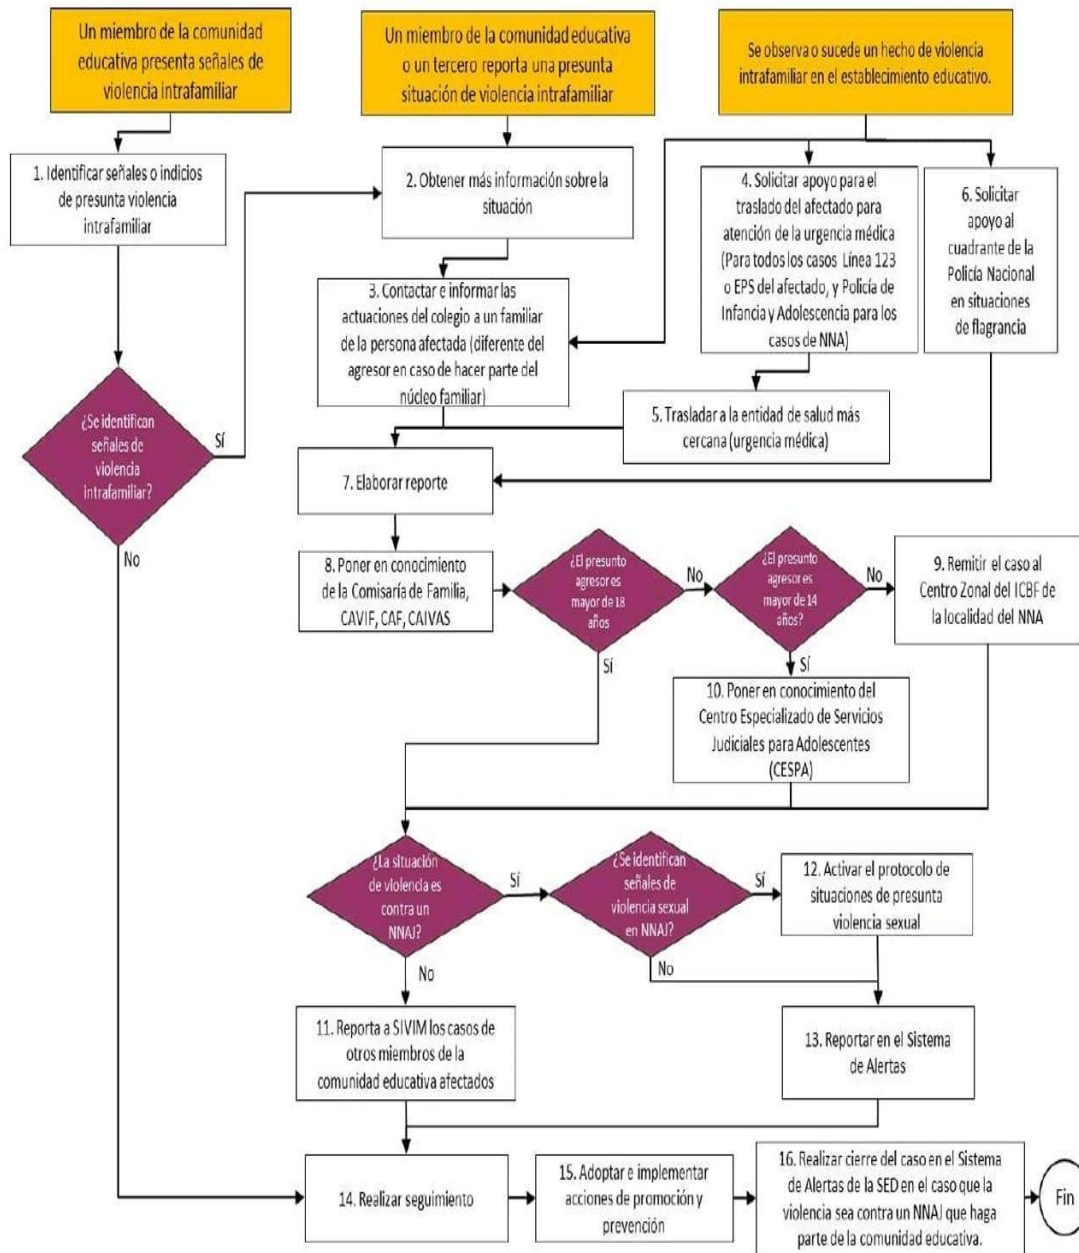 Un miembro de la comunidad
educativa presenta señales de
violencia intrafamiliar
Un miembro de la comunidad educativa
o un tercero reporta una presunta
situación de violencia intrafamiliar
Se observa o sucede un hecho de violencia
intrafamiliar en el establecimiento educativo.
1. Identificar señales o indicios
de presunta violencia
intrafamiliar
2. Obtener más información sobre la
situación
4. Solicitar apoyo para el
traslado del afectado para
atención de la urgencia médica
(Para todos los casos Línea 123
o EPS del afectado, y Policía de
Infancia y Adolescencia para los
casos de NNA)
6. Solicitar
apoyo al
cuadrante de la
Policía Nacional
en situaciones
de flagrancia
3. Contactar e informar las
actuaciones del colegio a un familiar
de la persona afectada (diferente del
agresor en caso de hacer parte del
núcleo familiar)
5. Trasladar a la entidad de salud más
cercana (urgencia médica)
¿Se identifican
señales de
violencia
intrafamiliar?
Sí
No
7. Elaborar reporte
8. Poner en conocimiento
de la Comisaría de Familia,
CAVIF, CAF, CAIVAS
¿El presunto
agresor es
mayor de 18
años
No
Sí
¿El presunto
agresor es
mayor de 14
años?
No
Sí
9. Remitir el caso al
Centro Zonal del ICBF de
la localidad del NNA
10. Poner en conocimiento del
Centro Especializado de Servicios
Judiciales para Adolescentes
(CESPA)
¿La situación
de violencia es
contra un
NNAJ?
Sí
No
¿Se identifican
señales de
violencia sexual
en NNAJ?
Sí
No
12. Activar el protocolo de
situaciones de presunta
violencia sexual
11. Reporta a SIVIM los casos de
otros miembros de la
comunidad educativa afectados
13. Reportar en el Sistema
de Alertas
14. Realizar seguimiento
15. Adoptar e implementar
acciones de promoción y
prevención
16. Realizar cierre del caso en el Sistema
de Alertas de la SED en el caso que la
violencia sea contra un NNAJ que haga
parte de la comunidad educativa.
Fin